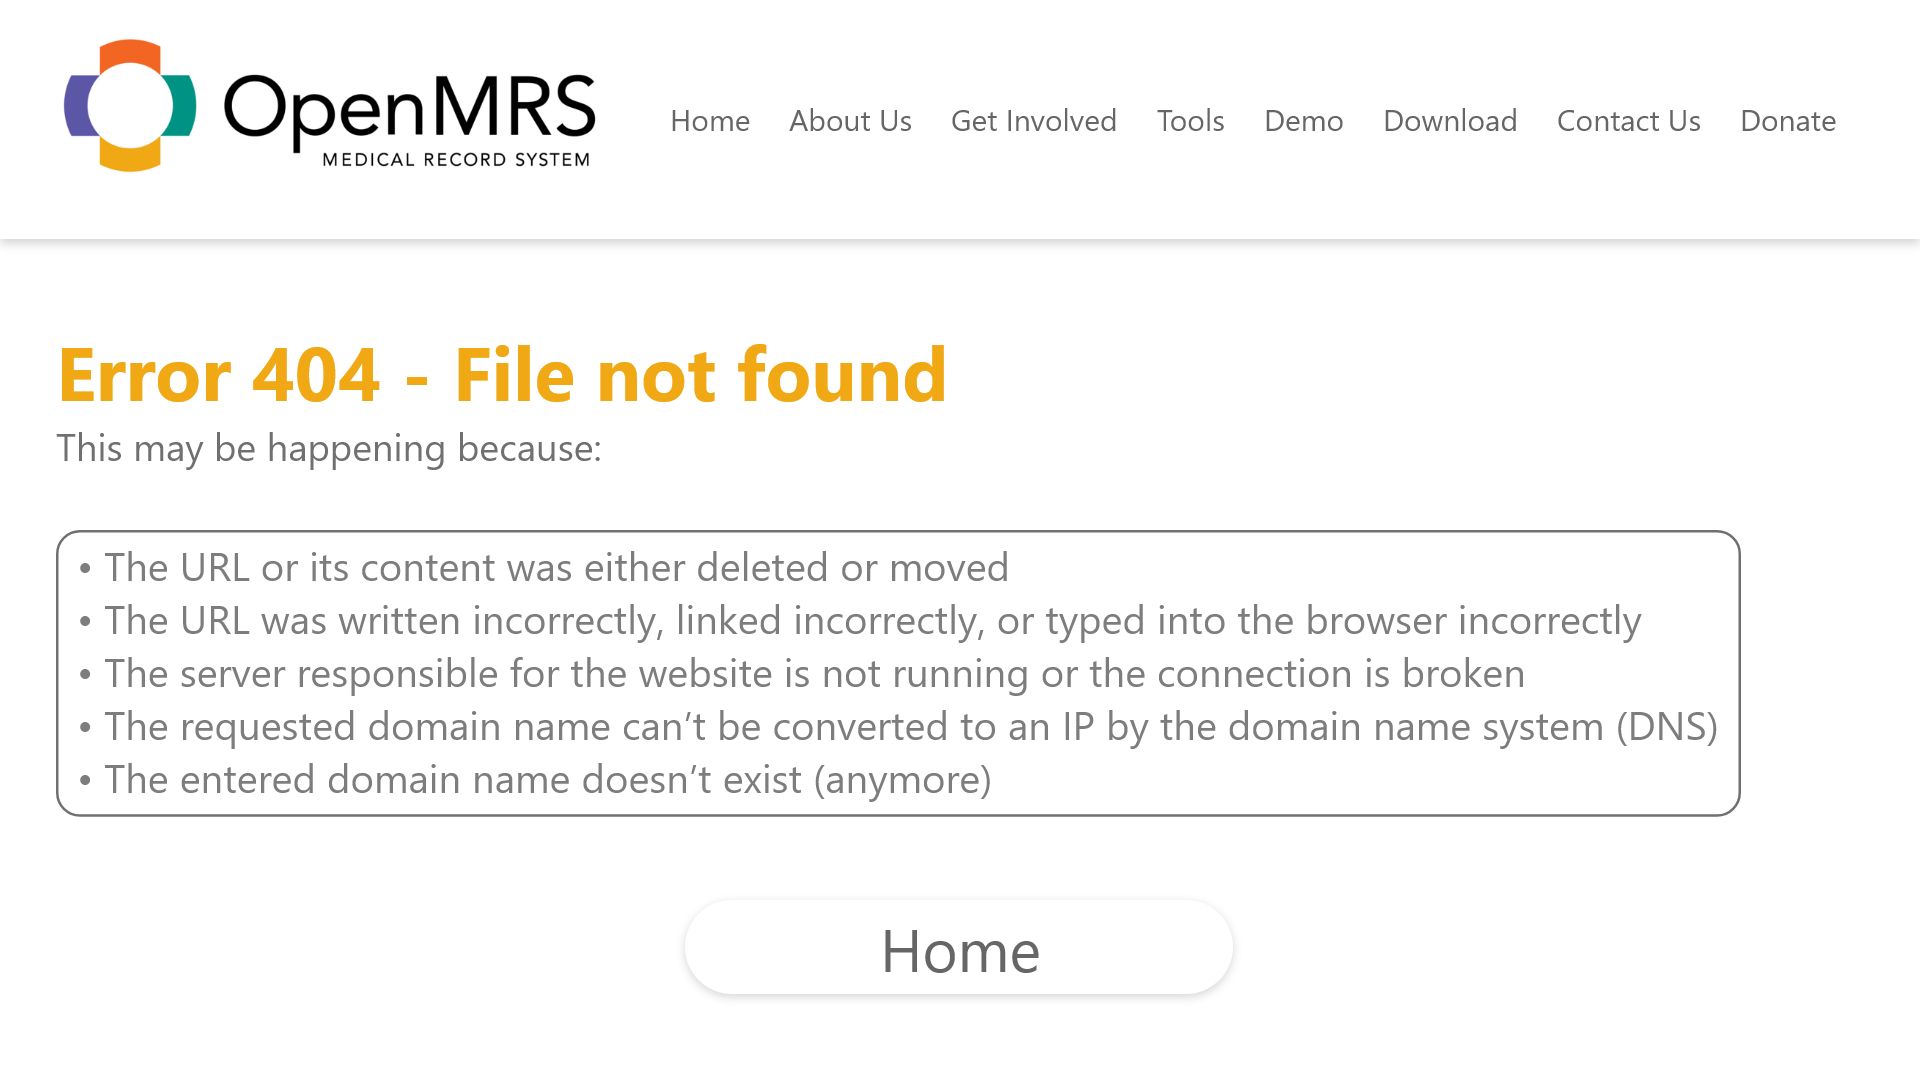 OpenMRS
MEDICAL RECORD SYSTEM
Home About Us Get Involved Tools Demo Download Contact Us Donate
Error 404 - File not found
This may be happening because:
• The URL or its content was either deleted or moved
• The URL was written incorrectly, linked incorrectly, or typed into the browser incorrectly
• The server responsible for the website is not running or the connection is broken
• The requested domain name can’t be converted to an IP by the domain name system (DNS)
• The entered domain name doesn’t exist (anymore)
Home